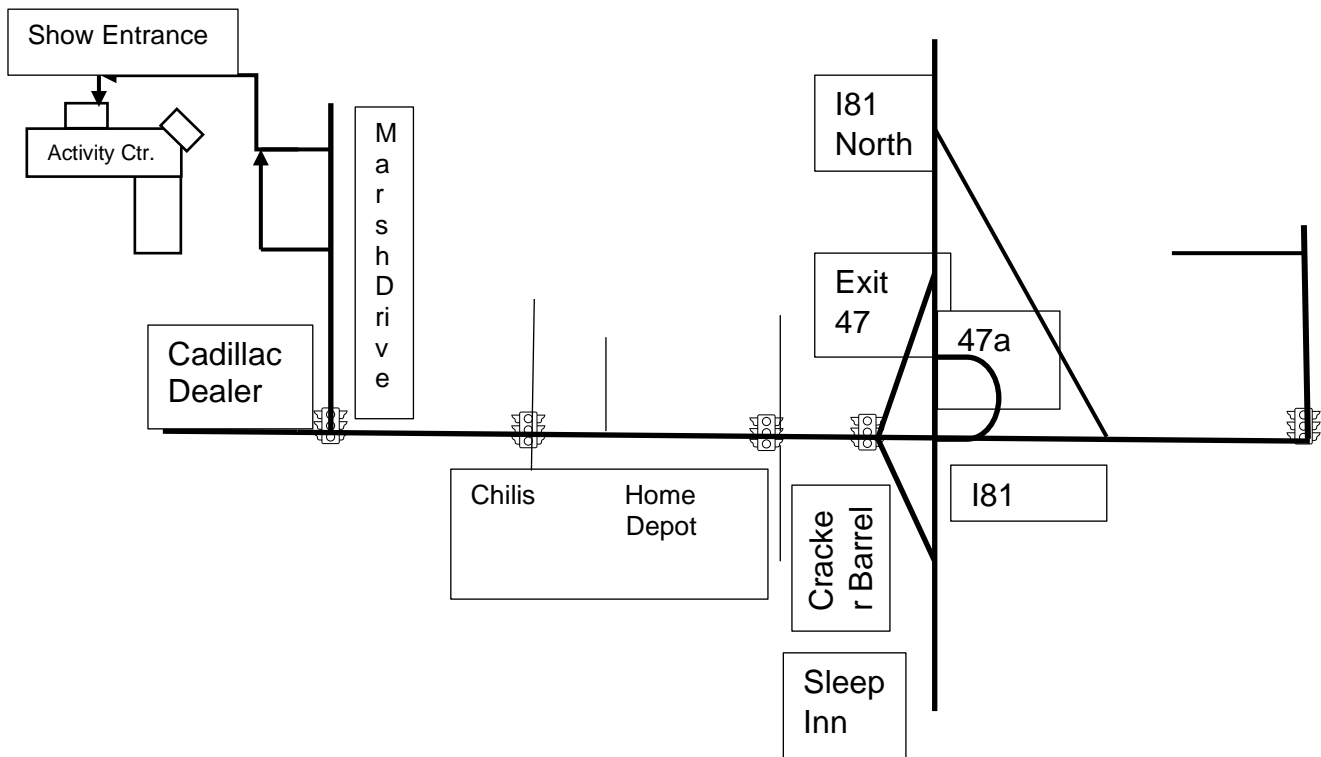 Show Entrance
Activity Ctr.
M
a
r
s
h
D
r
i
v
e
I81
North
Exit
47
47a
Cadillac
Dealer
Chilis
Home
Depot
Cracke
r Barrel
I81
Sleep
Inn